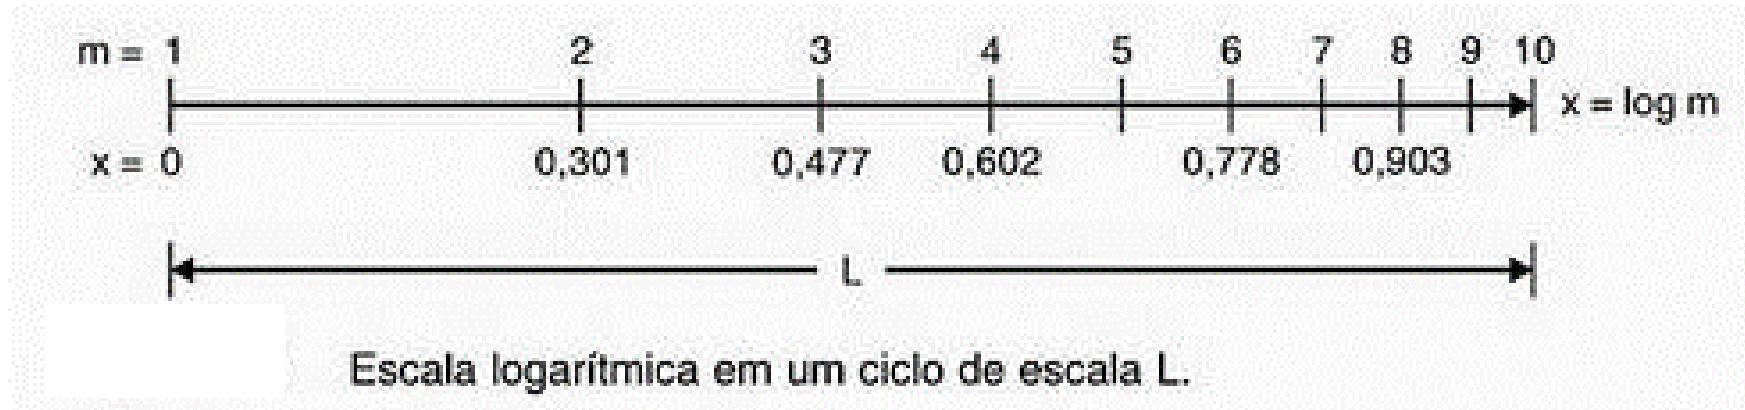 m = 1 2 3 4 5 6 7 8 9 10
x = log m
x = 0 0,301 0,477 0,602 0,778 0,903
L
Escala logarítmica em um ciclo de escala L.